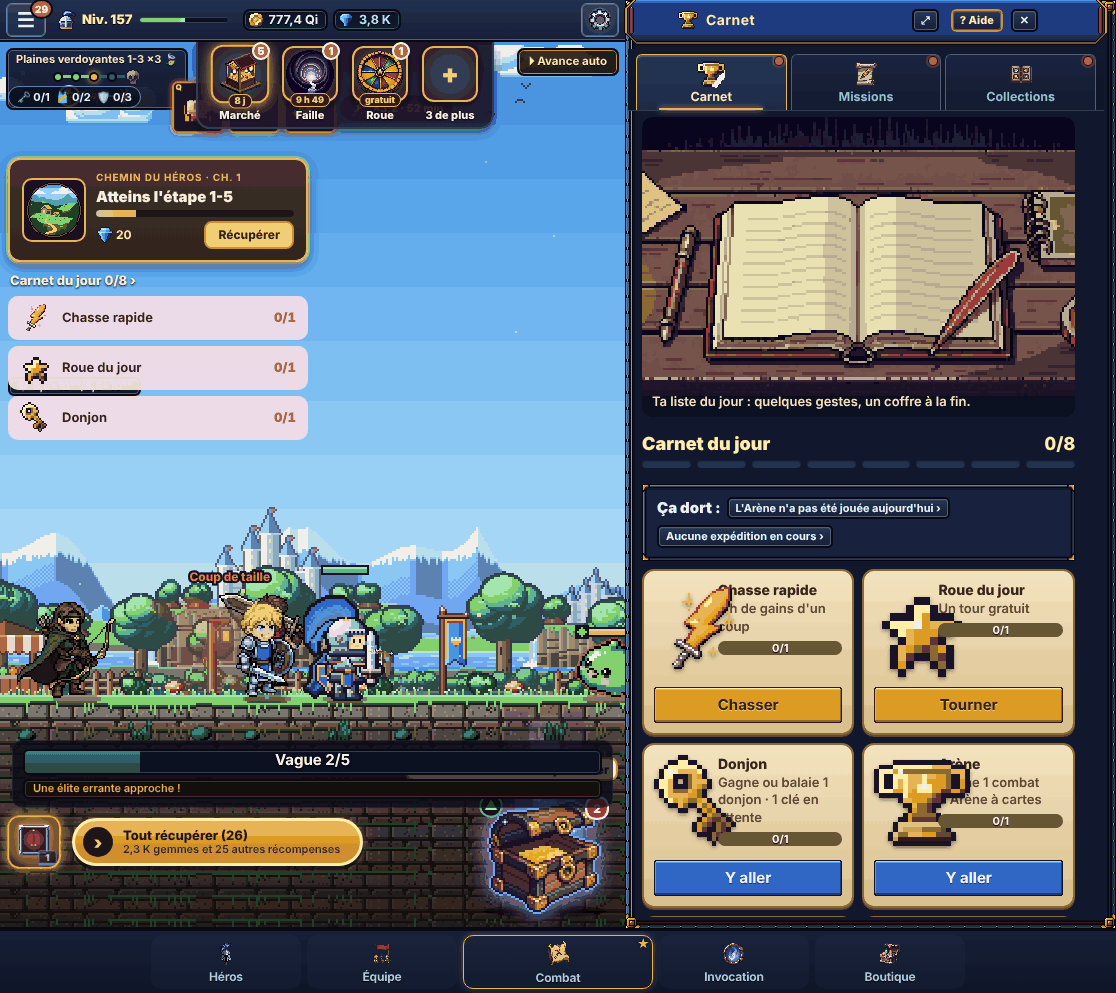 29
Niv. 157
777,4 Qi
3,8 K
Plaines verdoyantes 1-3 ×3
0/1
0/2
0/3
5
8 j
Marché
1
9 h 49
Faille
1
gratuit
Roue
+
3 de plus
Avance auto
CHEMIN DU HÉROS · CH. 1
Atteins l'étape 1-5
20
Récupérer
Carnet du jour 0/8 ›
Chasse rapide
0/1
Roue du jour
0/1
Donjon
0/1
Coup de taille
Vague 2/5
Une élite errante approche !
1
Tout récupérer (26)
2,3 K gemmes et 25 autres récompenses
2
Carnet
? Aide
Carnet
Missions
Collections
Ta liste du jour : quelques gestes, un coffre à la fin.
Carnet du jour
0/8
Ça dort :
L'Arène n'a pas été jouée aujourd'hui ›
Aucune expédition en cours ›
hasse rapide
h de gains d'un
coup
0/1
Chasser
Roue du jour
Un tour gratuit
0/1
Tourner
Donjon
Gagne ou balaie 1
donjon · 1 clé en
tente
0/1
Y aller
rène
1 combat
Arène à cartes
0/1
Y aller
Héros
Équipe
Combat
Invocation
Boutique